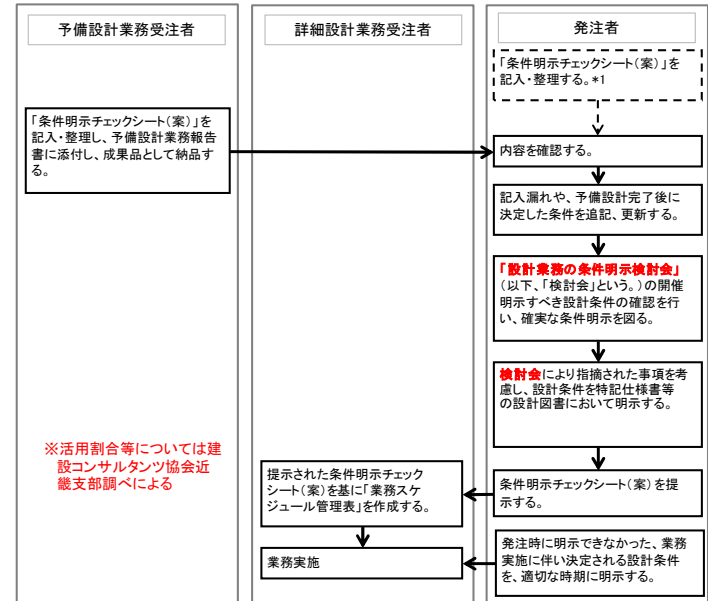 予備設計業務受注者
詳細設計業務受注者
発注者
「条件明示チェックシート(案)」を
記入・整理する。*1
「条件明示チェックシート(案)」を
記入・整理し、予備設計業務報告
書に添付し、成果品として納品す
る。
内容を確認する。
記入漏れや、予備設計完了後に
決定した条件を追記、更新する。
「設計業務の条件明示検討会」
(以下、「検討会」という。)の開催
明示すべき設計条件の確認を行
い、確実な条件明示を図る。
検討会により指摘された事項を考
慮し、設計条件を特記仕様書等
の設計図書において明示する。
※活用割合等については建
設コンサルタンツ協会近
畿支部調べによる
提示された条件明示チェック
シート(案)を基に「業務スケ
ジュール管理表」を作成する。
条件明示チェックシート(案)を提
示する。
業務実施
発注時に明示できなかった、業務
実施に伴い決定される設計条件
を、適切な時期に明示する。